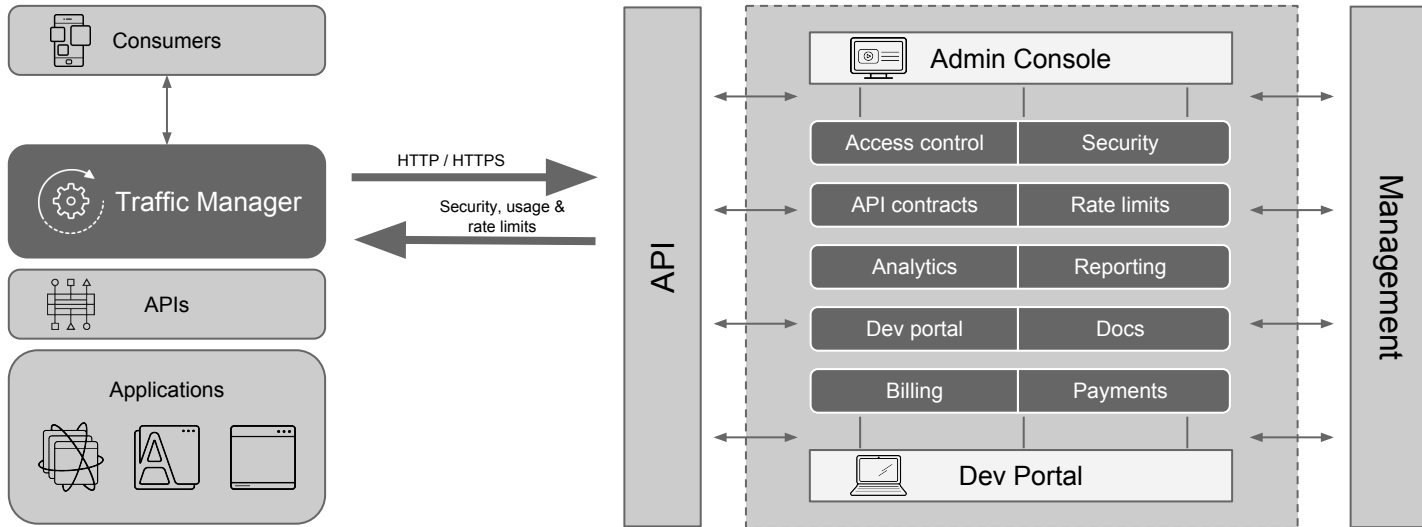 Consumers
Traffic Manager
APIs
Applications
HTTP / HTTPS
Security, usage &
rate limits
API
Admin Console
Access control
Security
API contracts
Rate limits
Analytics
Reporting
Dev portal
Docs
Billing
Payments
Dev Portal
Management